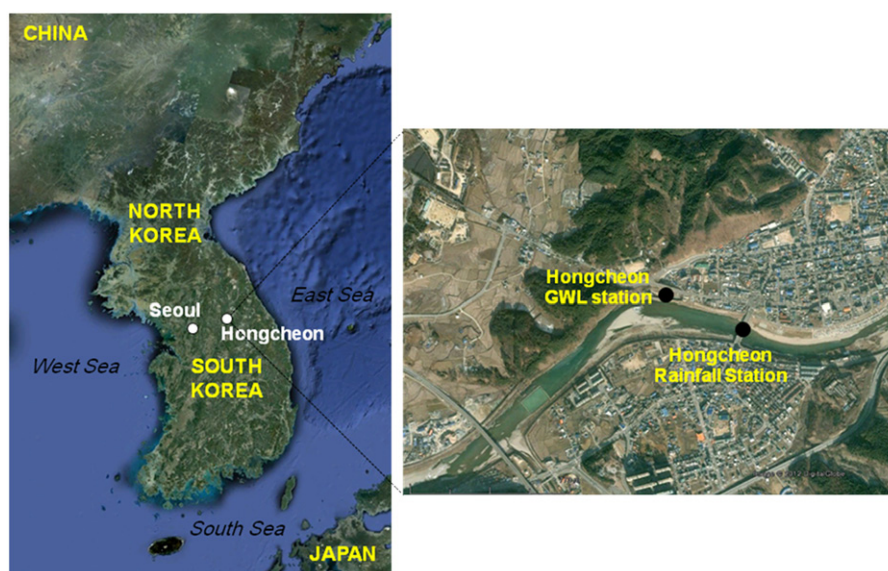 CHINA
NORTH
KOREA
East Sea
Seoul
Hongcheon
West Sea
SOUTH
KOREA
South Sea
JAPAN
Hongcheon
GWL station
Hongcheon
Rainfall Station